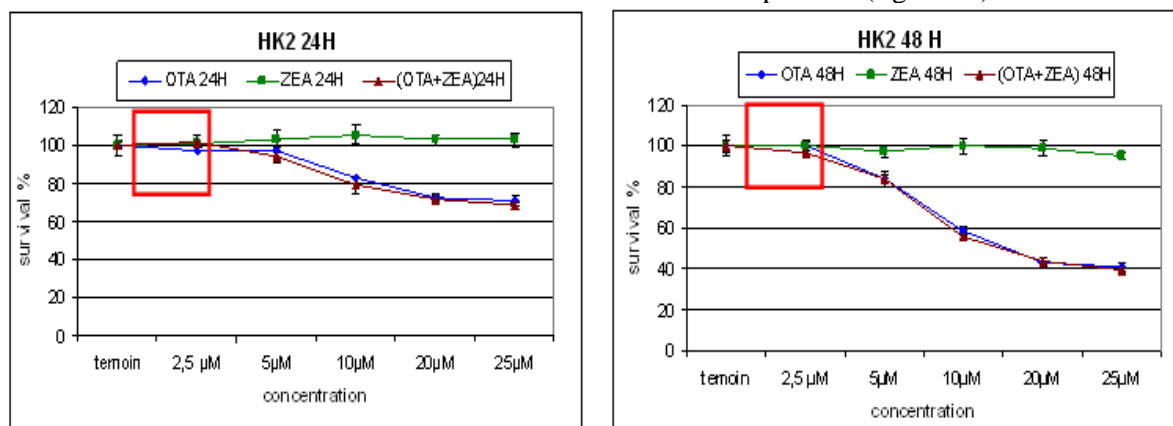 HK2 24H
OTA 24H ZEA 24H (OTA+ZEA)24H
120
100
80
60
40
20
0
survival %
temoin 2,5 µM 5µM 10µM 20µM 25µM
concentration
HK2 48 H
OTA 48H ZEA 48H (OTA+ZEA) 48H
120
100
80
60
40
20
0
survival %
temoin 2,5 µM 5µM 10µM 20µM 25µM
concentration